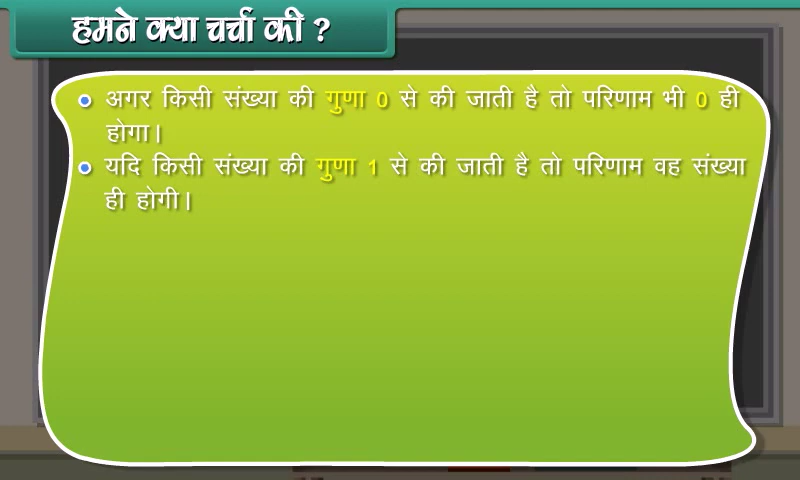 हमने क्या चर्चा की ?
अगर किसी संख्या की गुणा 0 से की जाती है तो परिणाम भी 0 ही
होगा।
यदि किसी संख्या की गुणा 1 से की जाती है तो परिणाम वह संख्या
ही होगी।